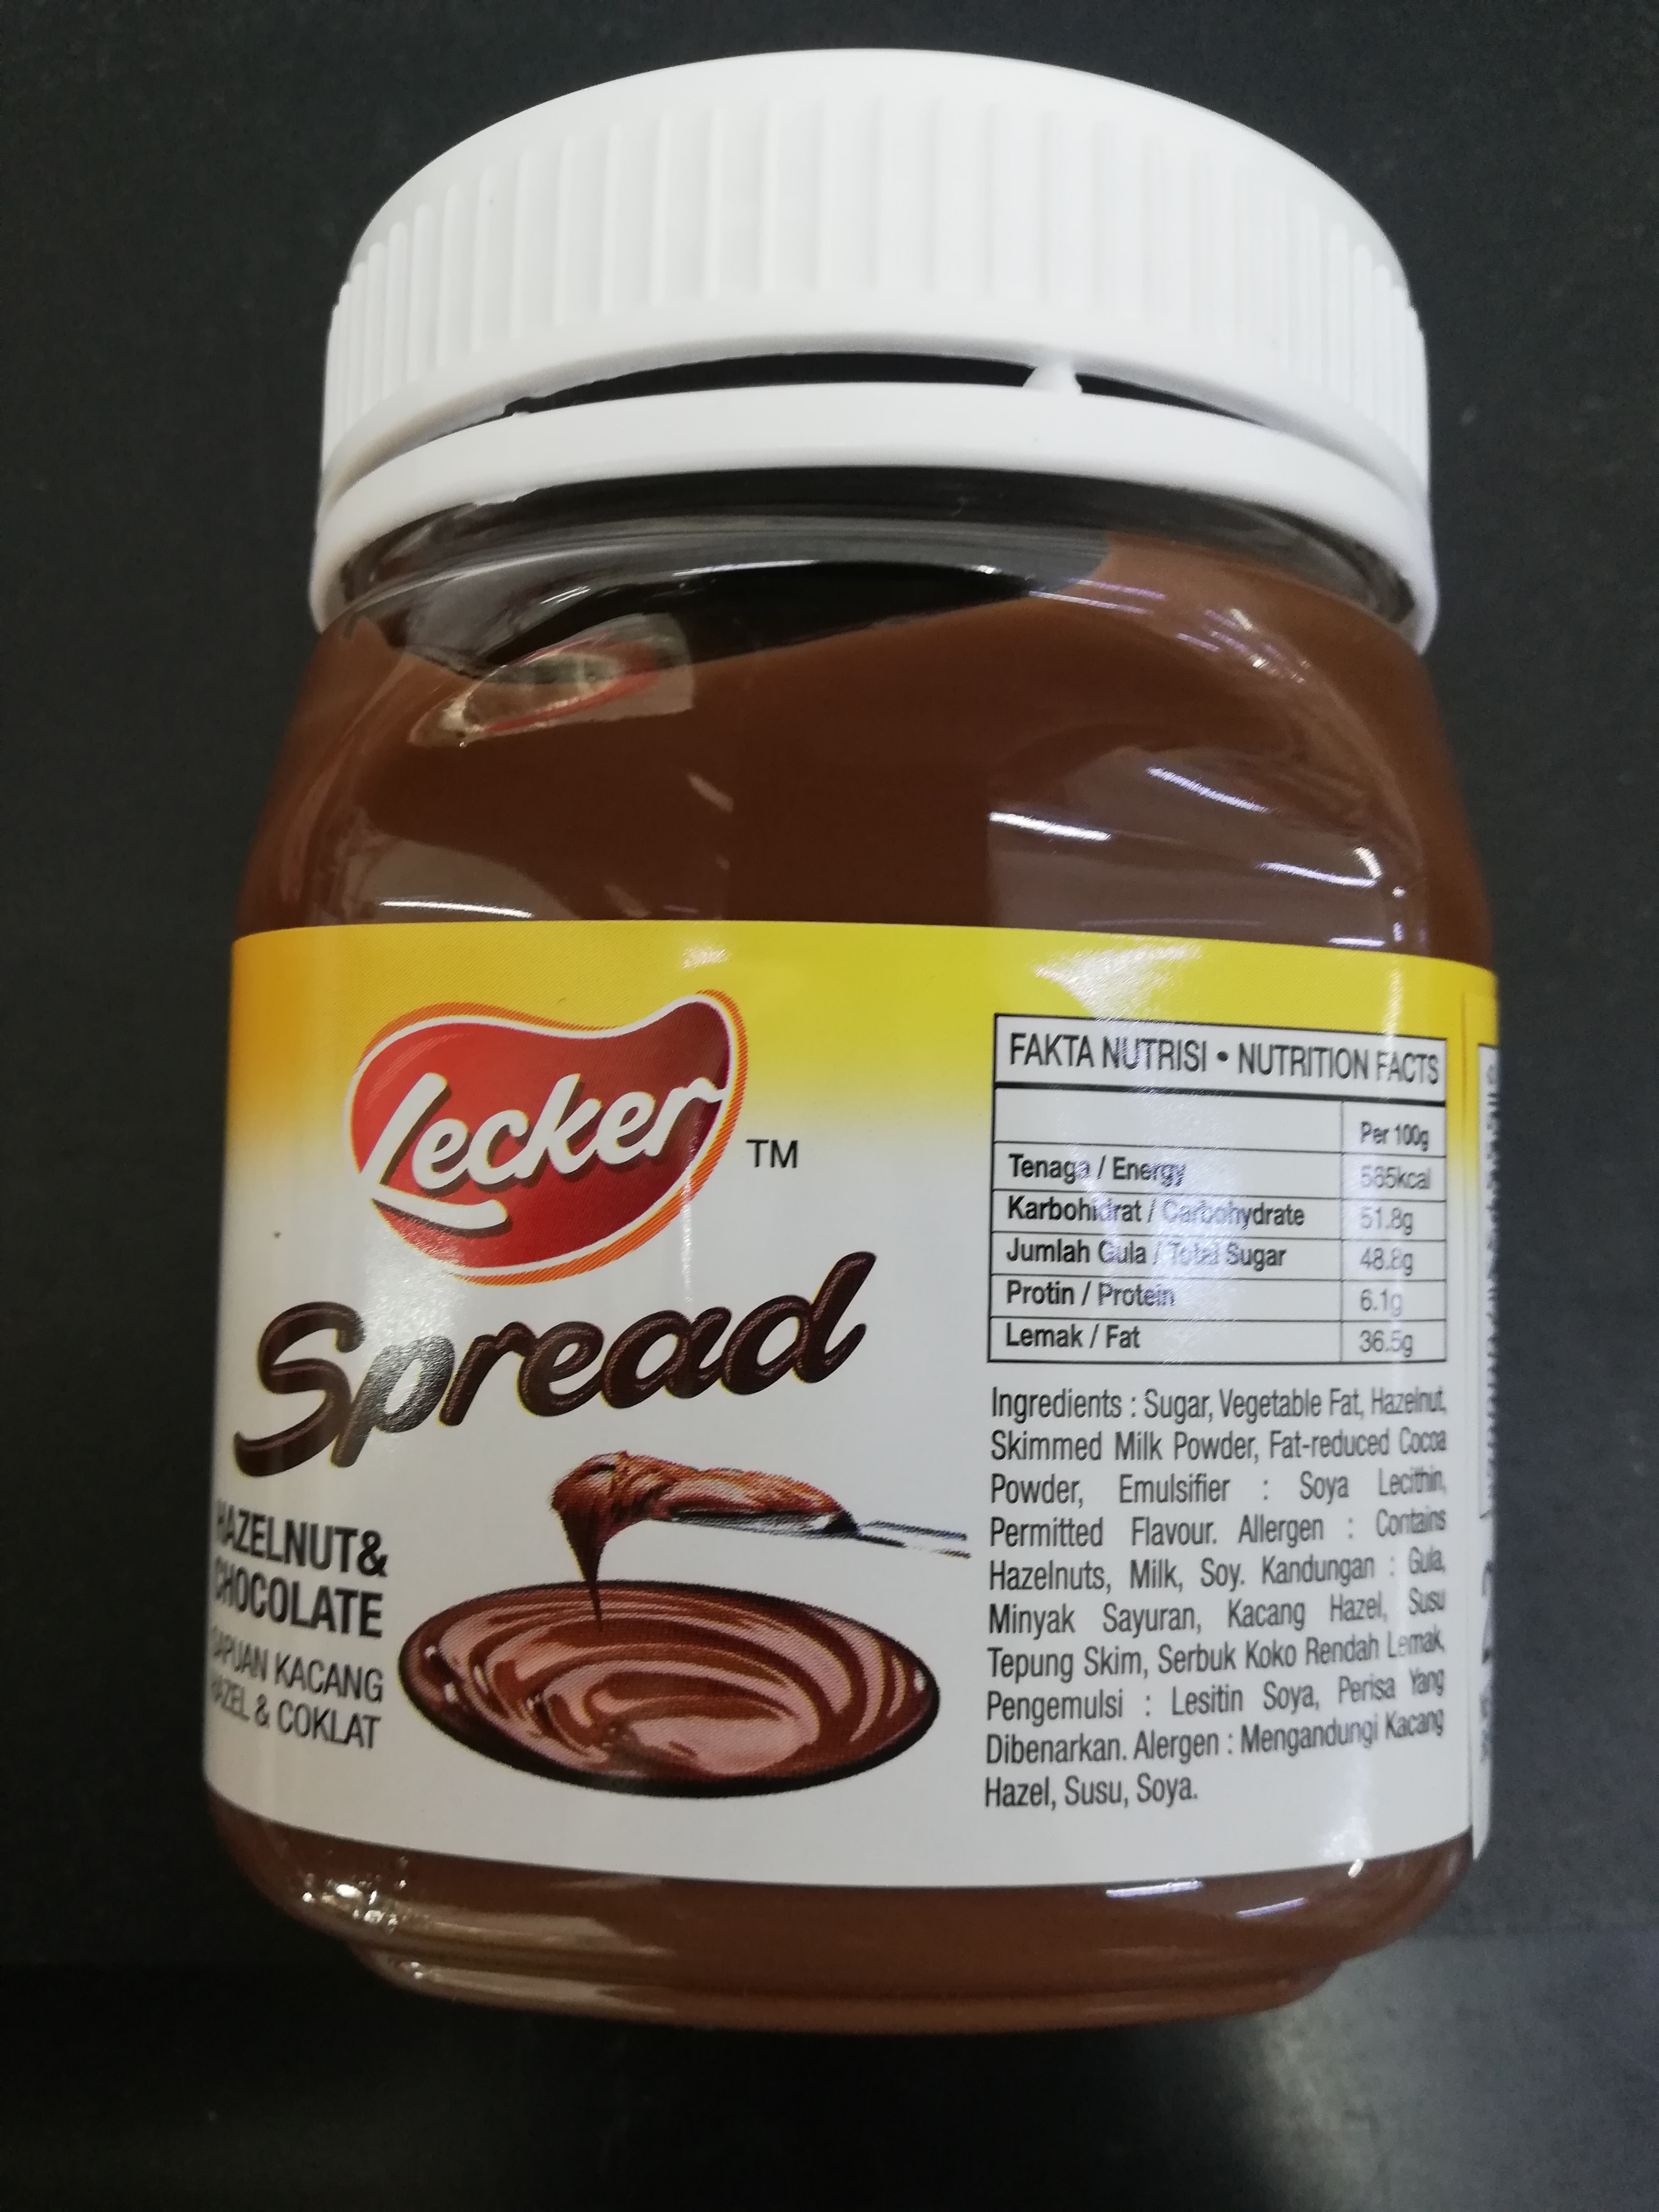 Lecker
TM
Spread
HAZELNUT&
CHOCOLATE
SAPUAN KACANG
HAZEL & COKLAT
FAKTA NUTRISI • NUTRITION FACTS
Per 100g
Tenaga / Energy 565kcal
Karbohidrat / Carbohydrate 51.8g
Jumlah Gula / Total Sugar 48.8g
Protin / Protein 6.1g
Lemak / Fat 36.5g
Ingredients : Sugar, Vegetable Fat, Hazelnut,
Skimmed Milk Powder, Fat-reduced Cocoa
Powder, Emulsifier : Soya Lecithin,
Permitted Flavour. Allergen : Contains
Hazelnuts, Milk, Soy. Kandungan : Gula,
Minyak Sayuran, Kacang Hazel, Susu
Tepung Skim, Serbuk Koko Rendah Lemak,
Pengemulsi : Lesitin Soya, Perisa Yang
Dibenarkan. Alergen : Mengandungi Kacang
Hazel, Susu, Soya.